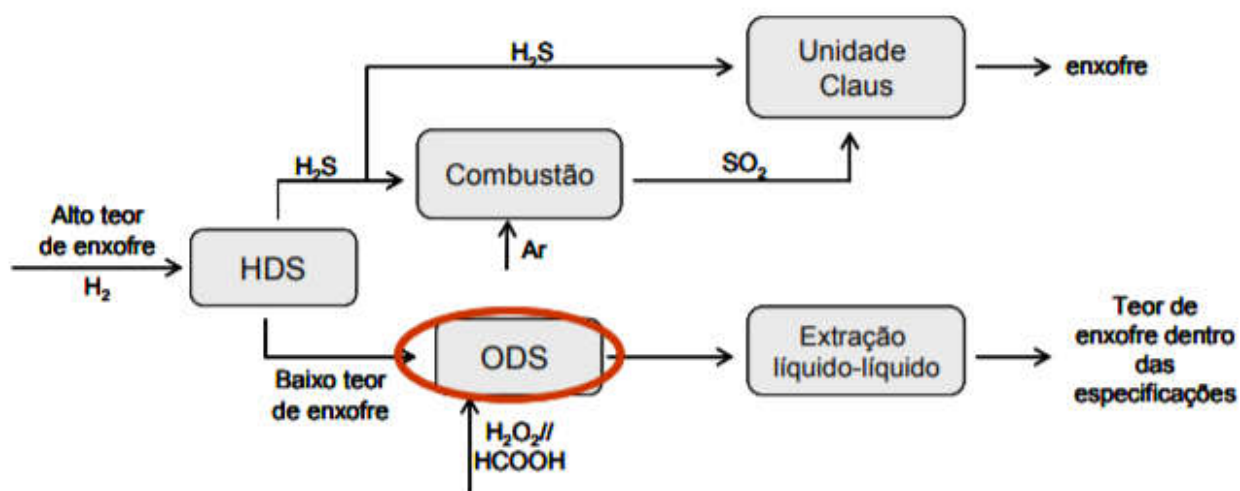 H₂S
Unidade
Claus
enxofre
H₂S
Combustão
SO₂
Alto teor
de enxofre
H₂
HDS
Ar
Baixo teor
de enxofre
ODS
H₂O₂//
HCOOH
Extração
líquido-líquido
Teor de
enxofre dentro
das
especificações